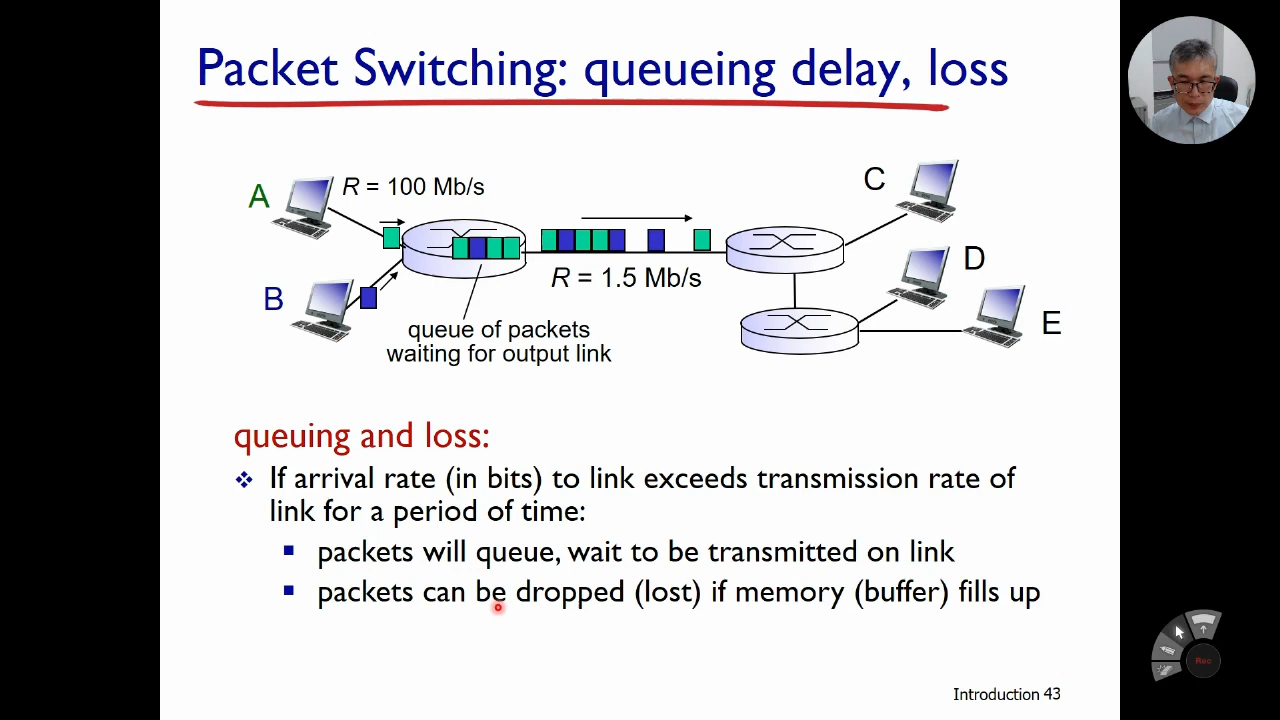 Packet Switching: queueing delay, loss
A
R = 100 Mb/s
C
D
B
R = 1.5 Mb/s
E
queue of packets
waiting for output link
queuing and loss:
If arrival rate (in bits) to link exceeds transmission rate of
link for a period of time:
packets will queue, wait to be transmitted on link
packets can be dropped (lost) if memory (buffer) fills up
Rec
Introduction 43